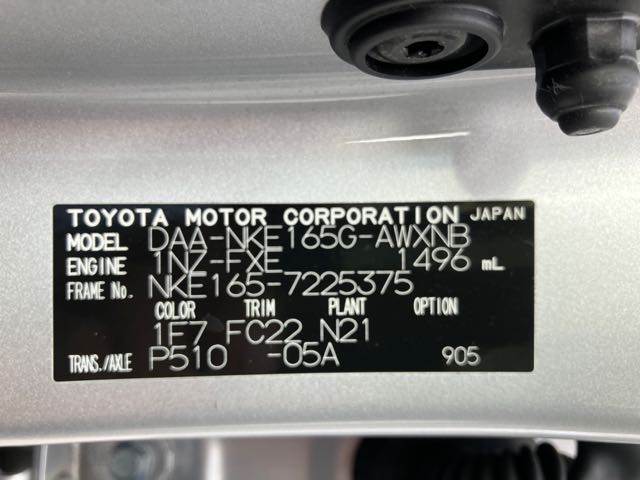 TOYOTA MOTOR CORPORATION JAPAN
MODEL DAA-NKE165G-AWXNB
ENGINE 1NZ-FXE 1496 mL
FRAME No. NKE165-7225375
COLOR TRIM PLANT OPTION
1F7 FC22 N21
TRANS./AXLE P510 -05A 905